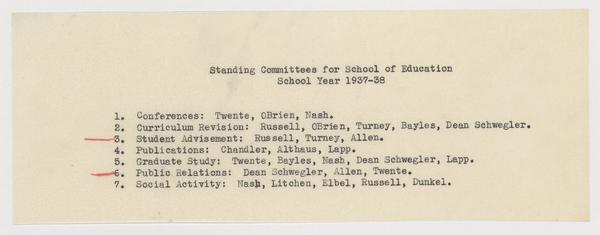 Standing Committees for School of Education
School Year 1937-38
1. Conferences: Twente, OBrien, Nash.
2. Curriculum Revision: Russell, OBrien, Turney, Bayles, Dean Schwegler.
3. Student Advisement: Russell, Turney, Allen.
4. Publications: Chandler, Althaus, Lapp.
5. Graduate Study: Twente, Bayles, Nash, Dean Schwegler, Lapp.
6. Public Relations: Dean Schwegler, Allen, Twente.
7. Social Activity: Nash, Litchen, Elbel, Russell, Dunkel.